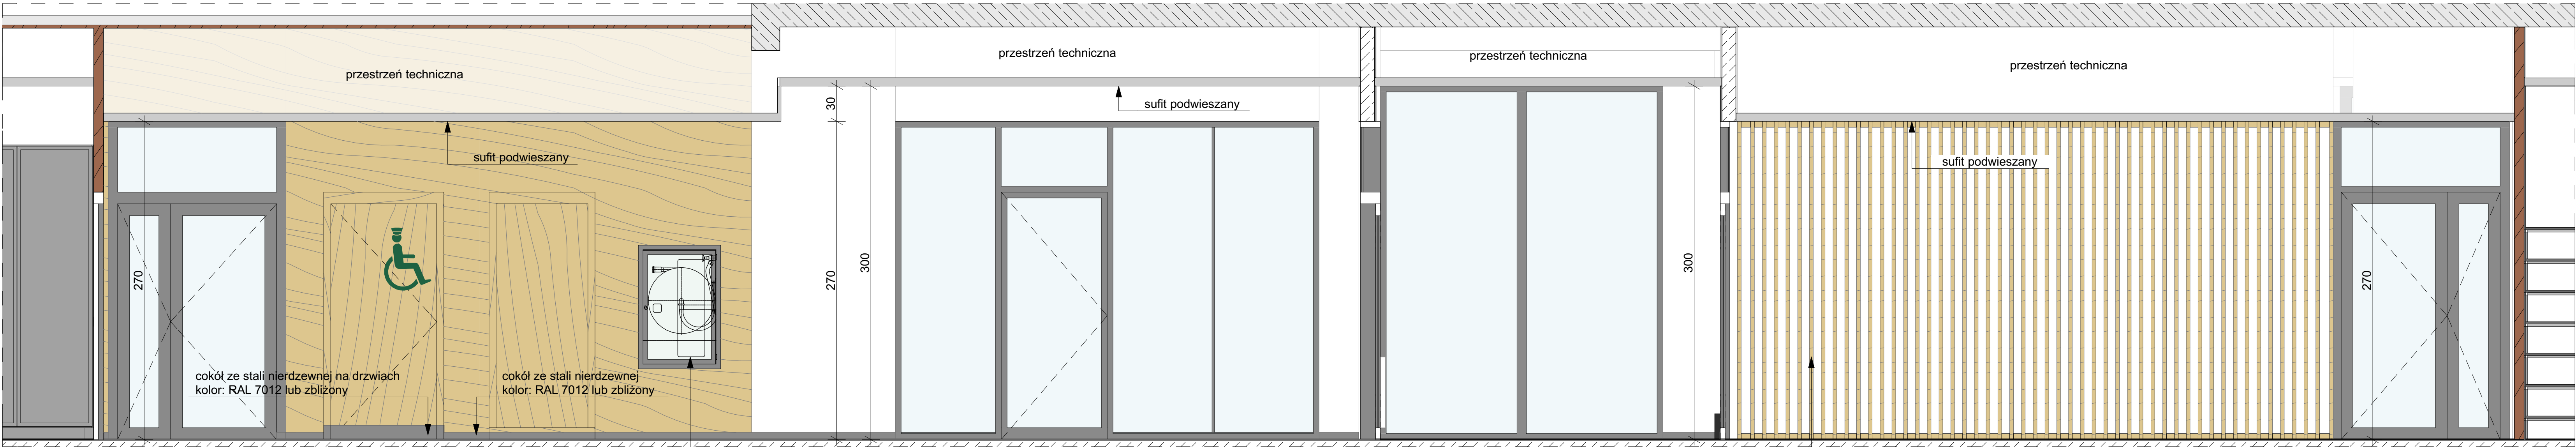 przestrzeń techniczna
przestrzeń techniczna
przestrzeń techniczna
przestrzeń techniczna
30
sufit podwieszany
sufit podwieszany
sufit podwieszany
270
270
300
300
270
cokół ze stali nierdzewnej na drzwiach
kolor: RAL 7012 lub zbliżony
cokół ze stali nierdzewnej
kolor: RAL 7012 lub zbliżony